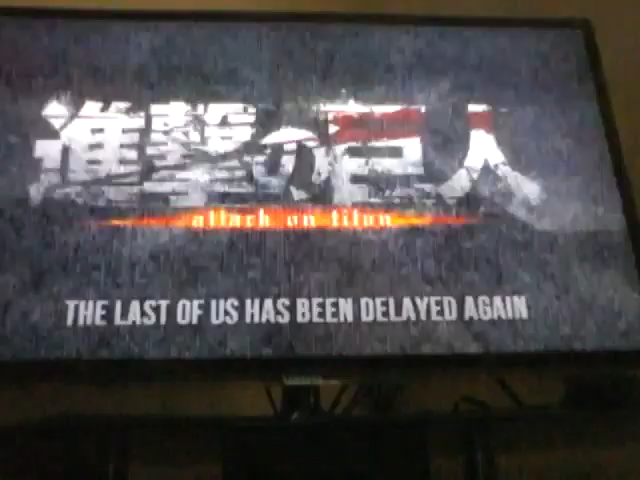 進撃の巨人
attack on titan
THE LAST OF US HAS BEEN DELAYED AGAIN